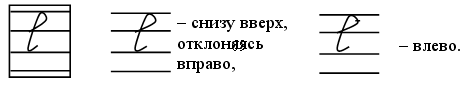 – снизу вверх,
отклоняясь
вправо,
– влево.